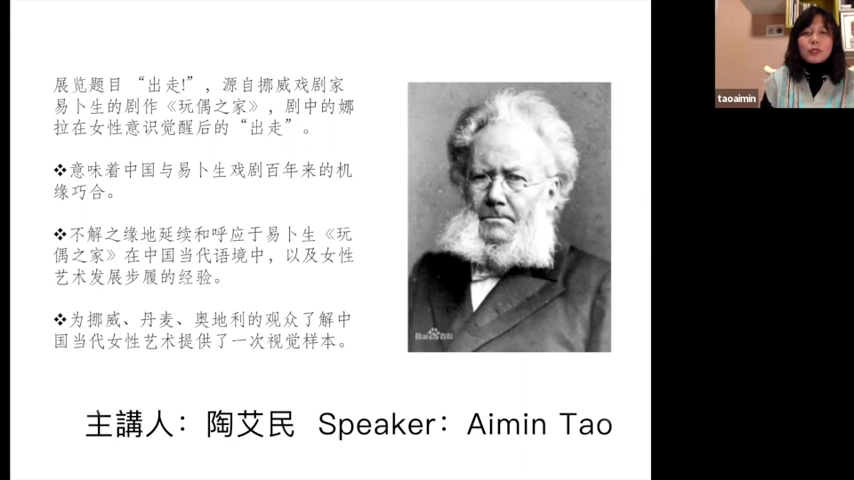 展览题目 “出走!”，源自挪威戏剧家
易卜生的剧作《玩偶之家》，剧中的娜
拉在女性意识觉醒后的“出走”。
❖意味着中国与易卜生戏剧百年来的机
缘巧合。
❖不解之缘地延续和呼应于易卜生《玩
偶之家》在中国当代语境中，以及女性
艺术发展步履的经验。
❖为挪威、丹麦、奥地利的观众了解中
国当代女性艺术提供了一次视觉样本。
Baidu百科
主講人：陶艾民 Speaker：Aimin Tao
taoaimin